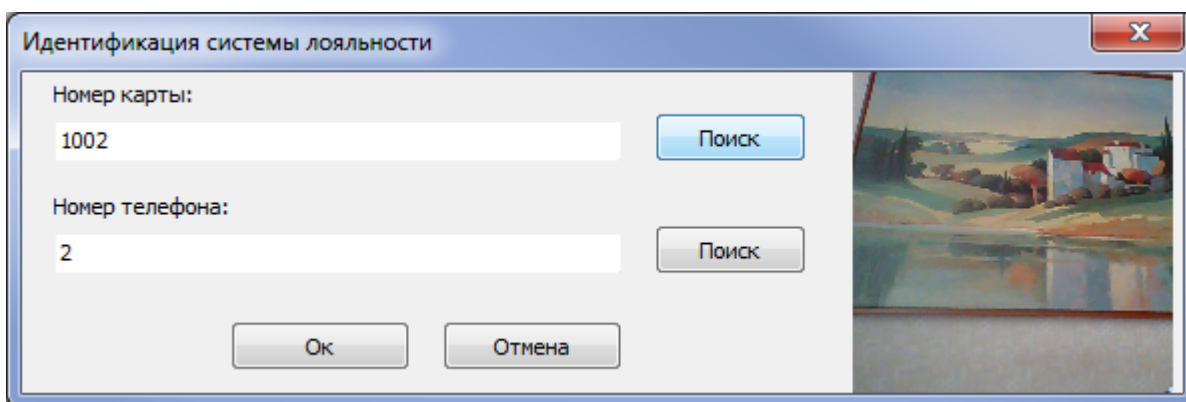 Идентификация системы лояльности
Номер карты:
1002
Поиск
Номер телефона:
2
Поиск
Ок
Отмена